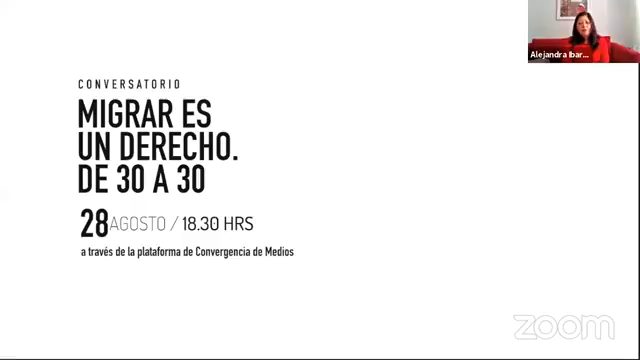 CONVERSATORIO
MIGRAR ES
UN DERECHO.
DE 30 A 30
28 AGOSTO / 18.30 HRS
a través de la plataforma de Convergencia de Medios
Alejandra Ibar...
zoom